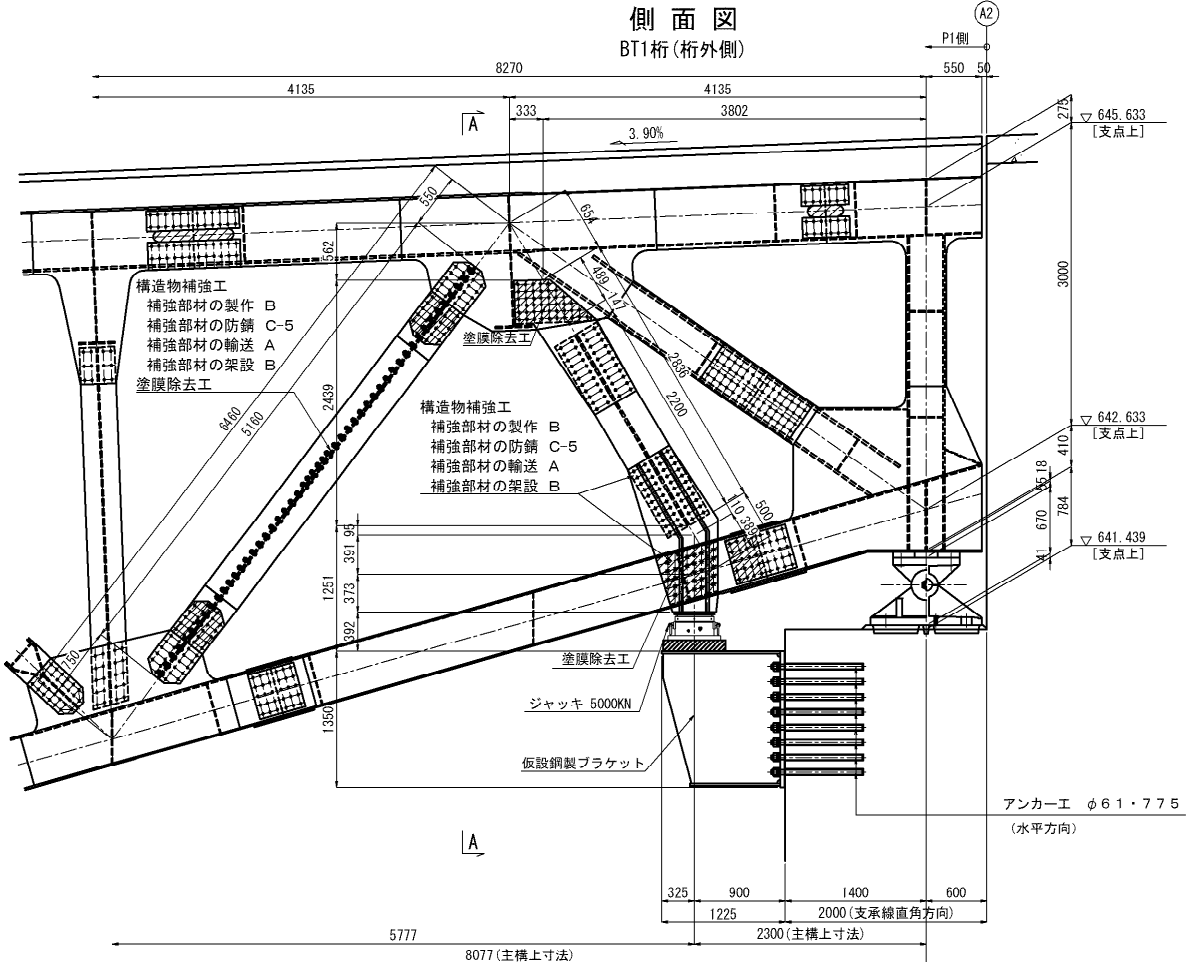 側面図
BT1桁(桁外側)
A2
P1側
8270
550
50
4135
4135
333
3802
A
3.90%
275
645.633
[支点上]
550
654
562
489
147
3000
構造物補強工
補強部材の製作 B
補強部材の防錆 C-5
補強部材の輸送 A
補強部材の架設 B
塗膜除去工
塗膜除去工
2836
2200
2439
6460
5160
構造物補強工
補強部材の製作 B
補強部材の防錆 C-5
補強部材の輸送 A
補強部材の架設 B
642.633
[支点上]
410
18
55
784
670
41
641.439
[支点上]
500
10
389
95
391
373
392
1251
1350
750
塗膜除去工
ジャッキ 5000KN
仮設鋼製ブラケット
アンカー工 φ61・775
(水平方向)
A
325
900
1400
600
1225
2000(支承線直角方向)
5777
2300(主構上寸法)
8077(主構上寸法)